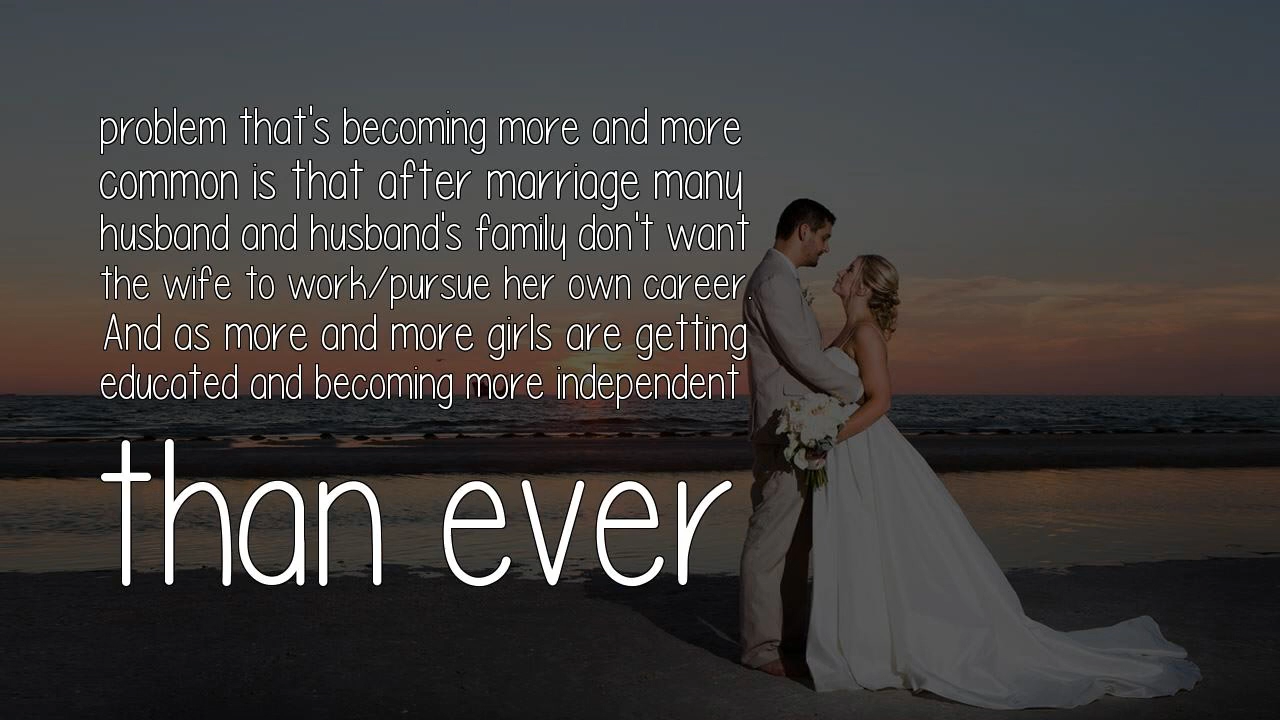 problem that's becoming more and more
common is that after marriage many
husband and husband's family don't want
the wife to work/pursue her own career.
And as more and more girls are getting
educated and becoming more independent
than ever